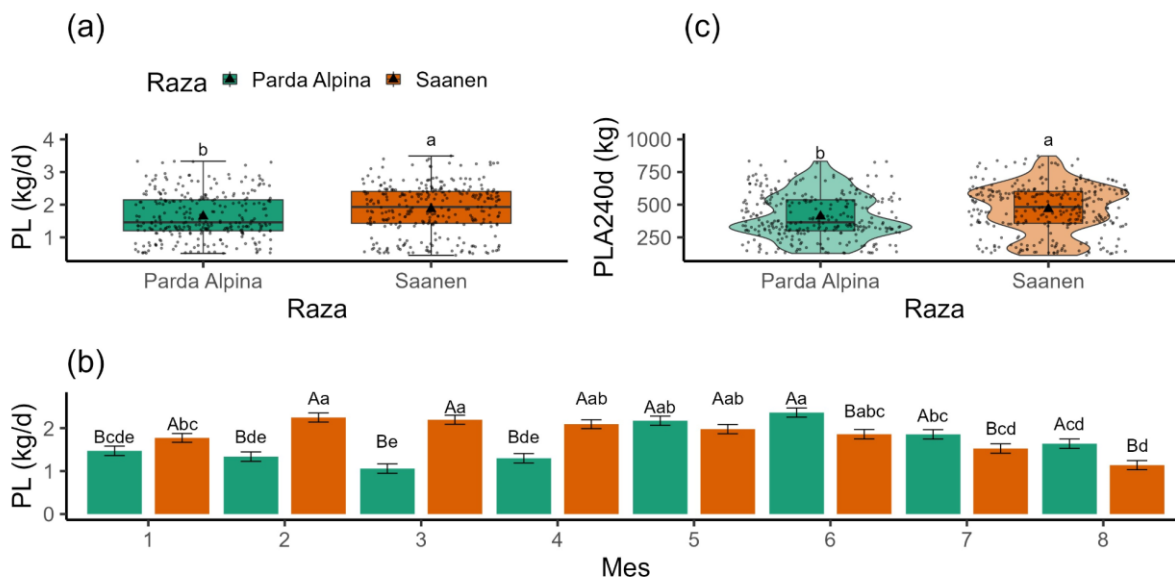 (a)
Raza Parda Alpina Saanen
PL (kg/d)
4
3
2
1
b
a
Parda Alpina Saanen
Raza
(c)
PLA240d (kg)
1000
750
500
250
b
a
Parda Alpina Saanen
Raza
(b)
PL (kg/d)
2
1
0
Bcde Abc Bde Aa Be Aa Bde Aab Aab Aab Aa Babc Abc Bcd Acd Bd
1 2 3 4 5 6 7 8
Mes